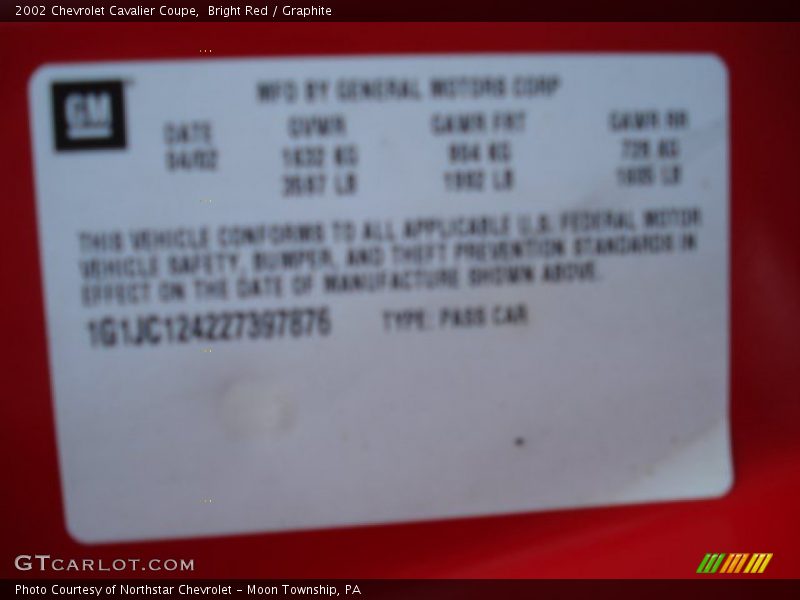 2002 Chevrolet Cavalier Coupe,  Bright Red / Graphite
GM
MFD BY GENERAL MOTORS CORP
DATE GVWR GAWR FRT GAWR RR
04/02 1632 KG 904 KG 728 KG
3597 LB 1992 LB 1605 LB
THIS VEHICLE CONFORMS TO ALL APPLICABLE U.S. FEDERAL MOTOR
VEHICLE SAFETY, BUMPER, AND THEFT PREVENTION STANDARDS IN
EFFECT ON THE DATE OF MANUFACTURE SHOWN ABOVE.
1G1JC124227397876 TYPE: PASS CAR
GTCARLOT.COM
Photo Courtesy of Northstar Chevrolet - Moon Township, PA